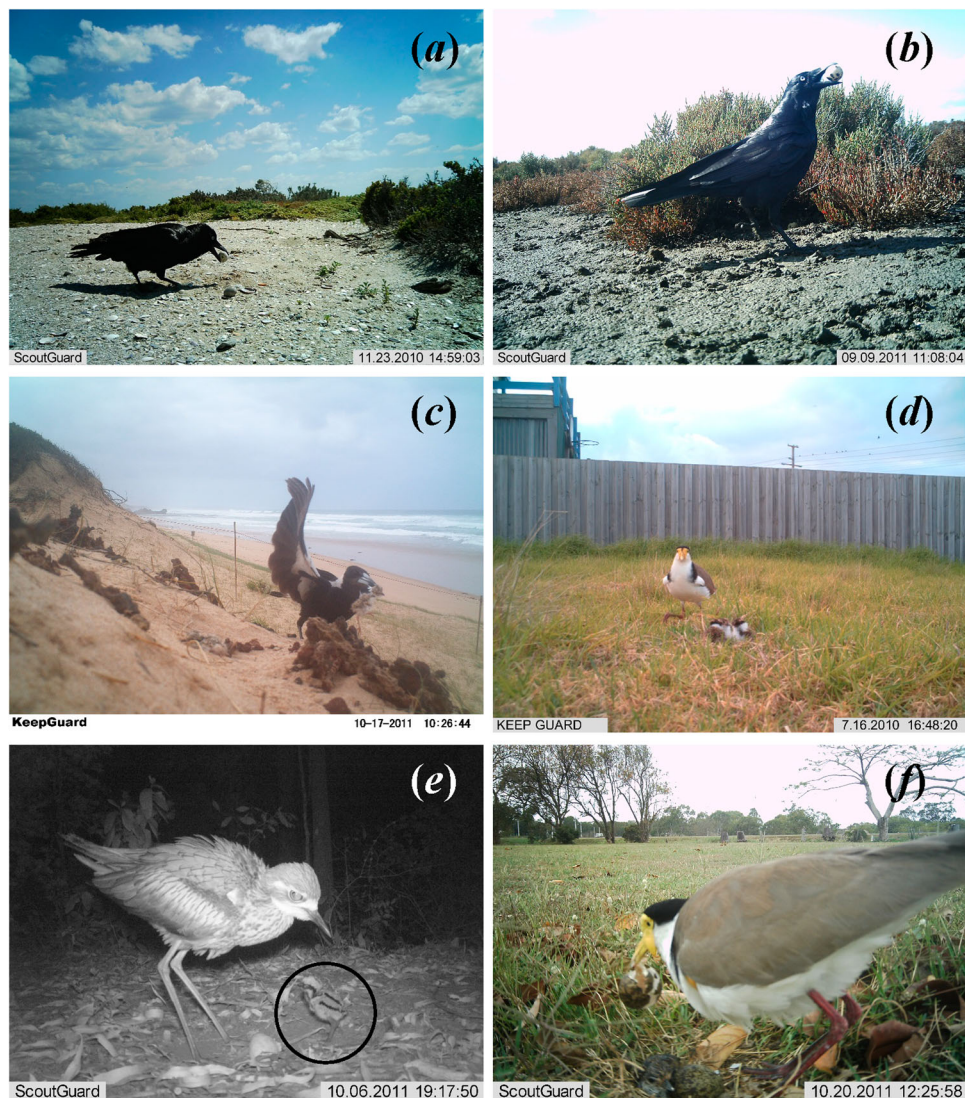 (a)
ScoutGuard 11.23.2010 14:59:03
(b)
ScoutGuard 09.09.2011 11:08:04
(c)
KeepGuard 10-17-2011 10:26:44
(d)
KEEP GUARD 7.16.2010 16:48:20
(e)
ScoutGuard 10.06.2011 19:17:50
(f)
ScoutGuard 10.20.2011 12:25:58